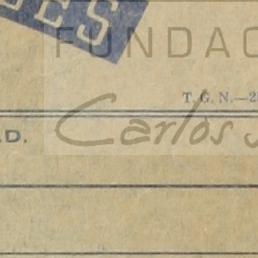 ES
FUNDAC
T. G. N.—2
.D.
Carlos